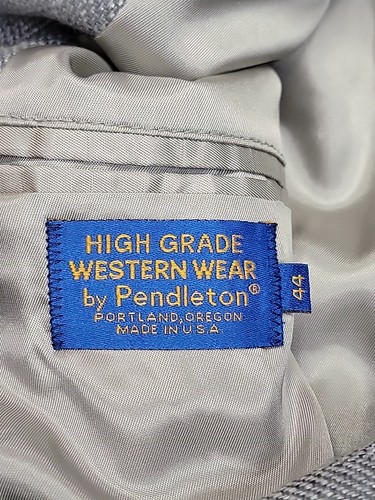 HIGH GRADE
WESTERN WEAR
by Pendleton®
PORTLAND, OREGON
MADE IN U.S.A.
44